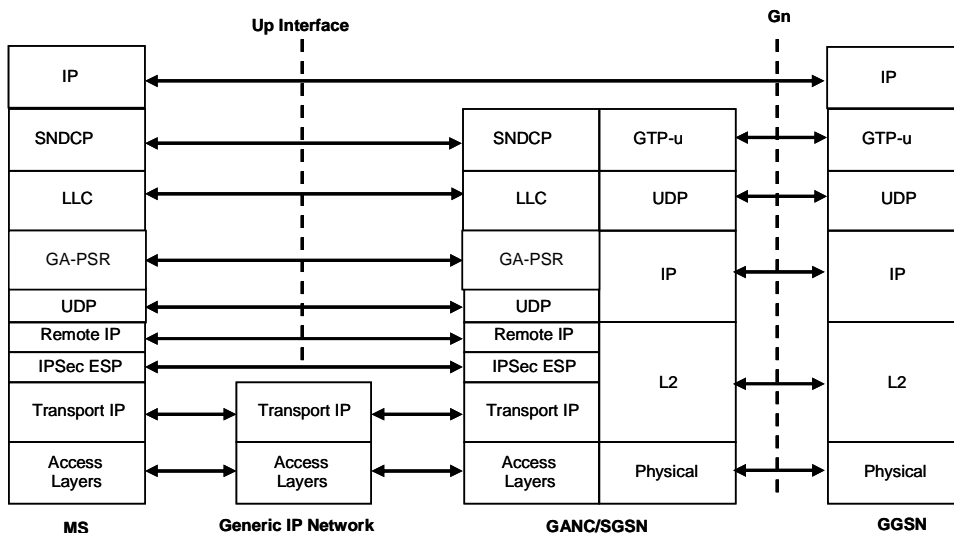 Up Interface
Gn
IP
IP
SNDCP
SNDCP
GTP-u
GTP-u
LLC
LLC
UDP
UDP
GA-PSR
GA-PSR
IP
IP
UDP
UDP
Remote IP
Remote IP
IPSec ESP
IPSec ESP
L2
L2
Transport IP
Transport IP
Transport IP
Access
Layers
Access
Layers
Access
Layers
Physical
Physical
MS
Generic IP Network
GANC/SGSN
GGSN